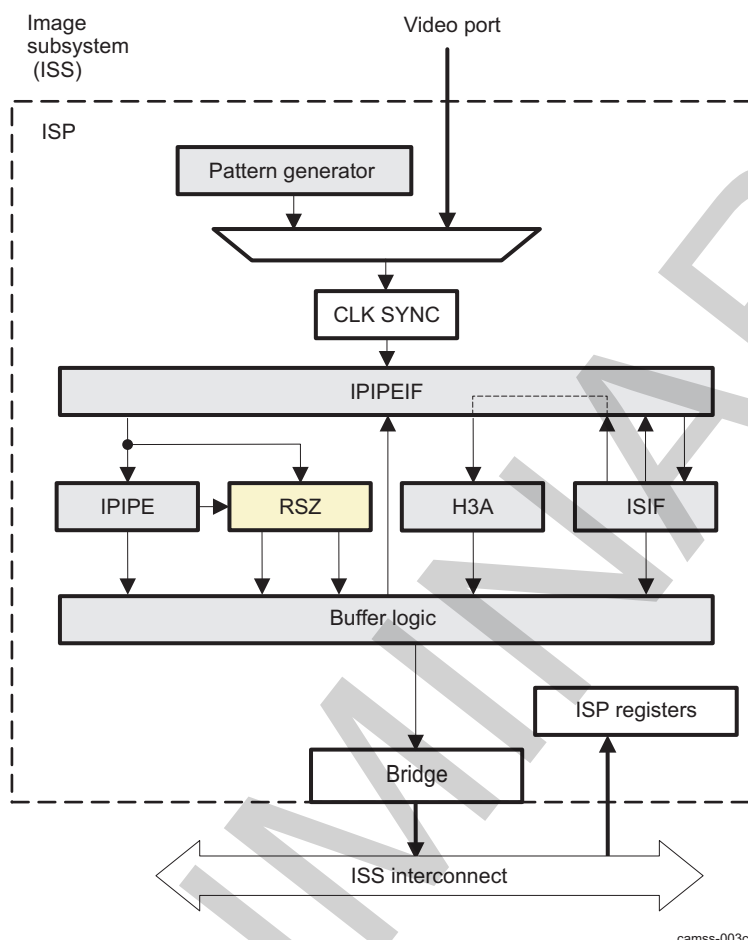 Image
subsystem
(ISS)
Video port
ISP
Pattern generator
CLK SYNC
IPIPEIF
IPIPE
RSZ
H3A
ISIF
Buffer logic
ISP registers
Bridge
ISS interconnect